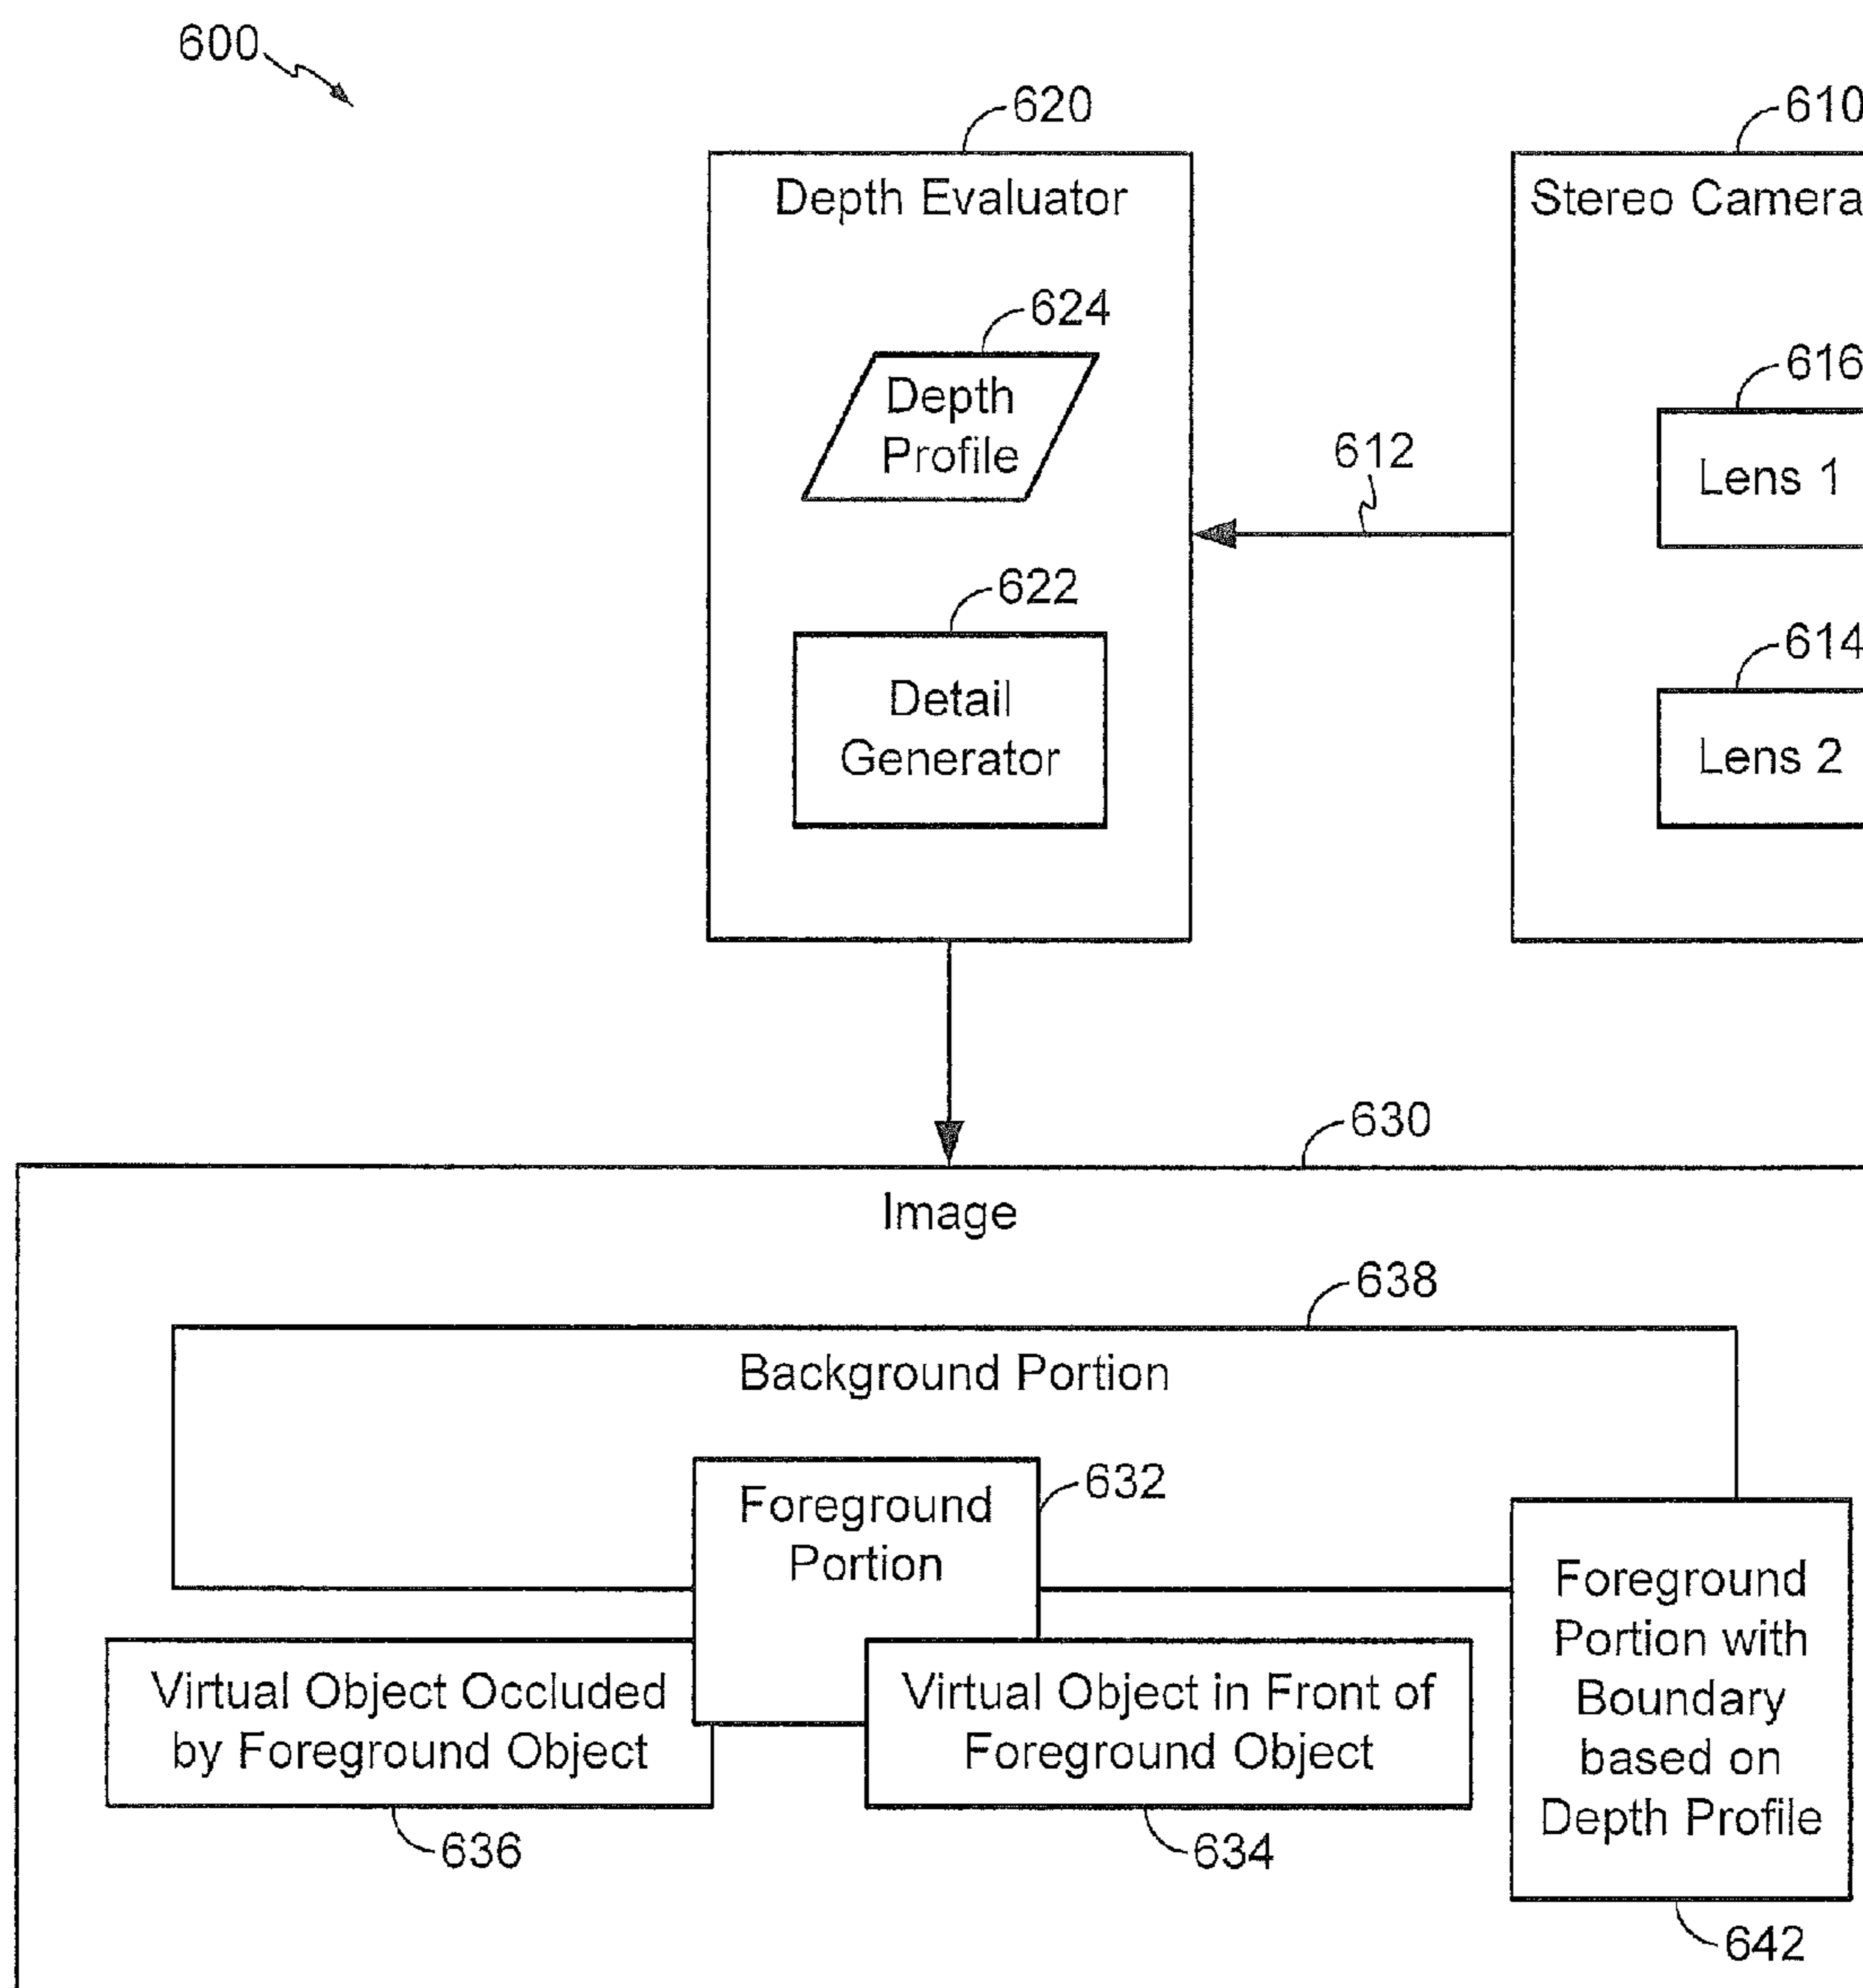 600
620
610
Depth Evaluator
Stereo Camera
624
Depth
Profile
616
Lens 1
612
622
Detail
Generator
614
Lens 2
630
Image
638
Background Portion
632
Foreground
Portion
Foreground
Portion with
Boundary
based on
Depth Profile
Virtual Object Occluded
by Foreground Object
Virtual Object in Front of
Foreground Object
636
634
642